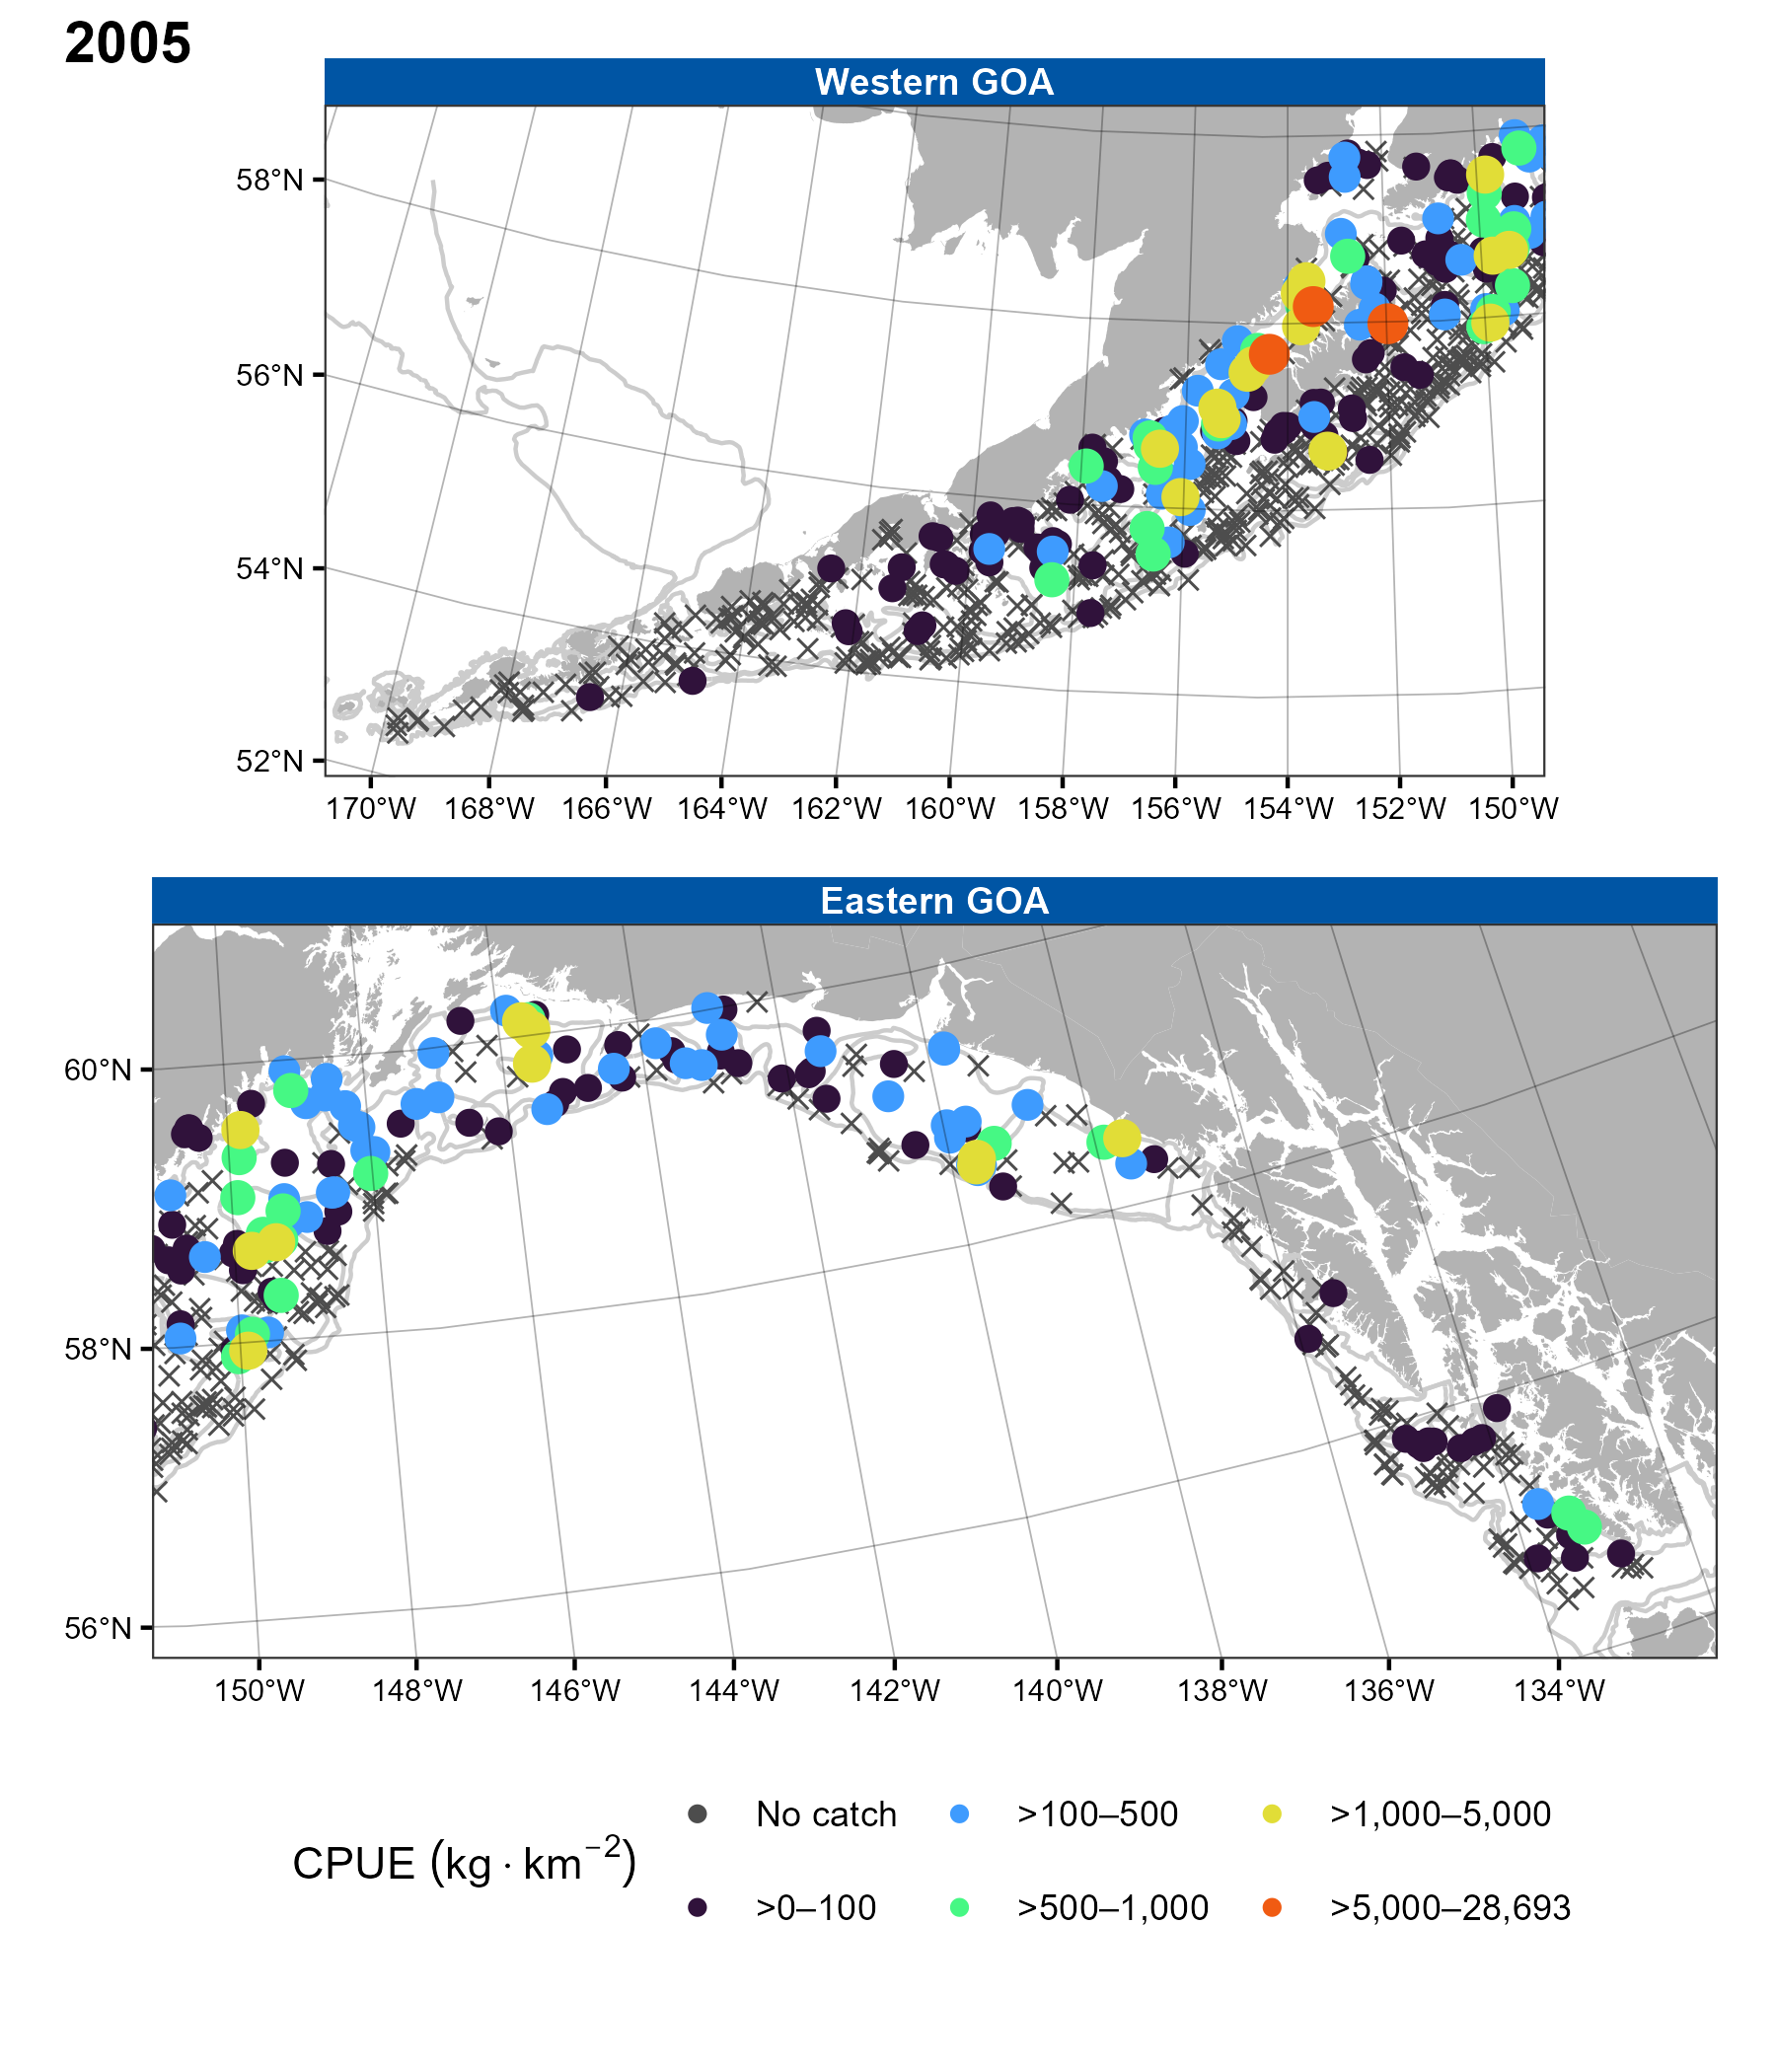 2005
Western GOA
58°N
56°N
54°N
52°N
170°W 168°W 166°W 164°W 162°W 160°W 158°W 156°W 154°W 152°W 150°W
Eastern GOA
60°N
58°N
56°N
150°W 148°W 146°W 144°W 142°W 140°W 138°W 136°W 134°W
CPUE (kg · km⁻²)
No catch >100–500 >1,000–5,000
>0–100 >500–1,000 >5,000–28,693